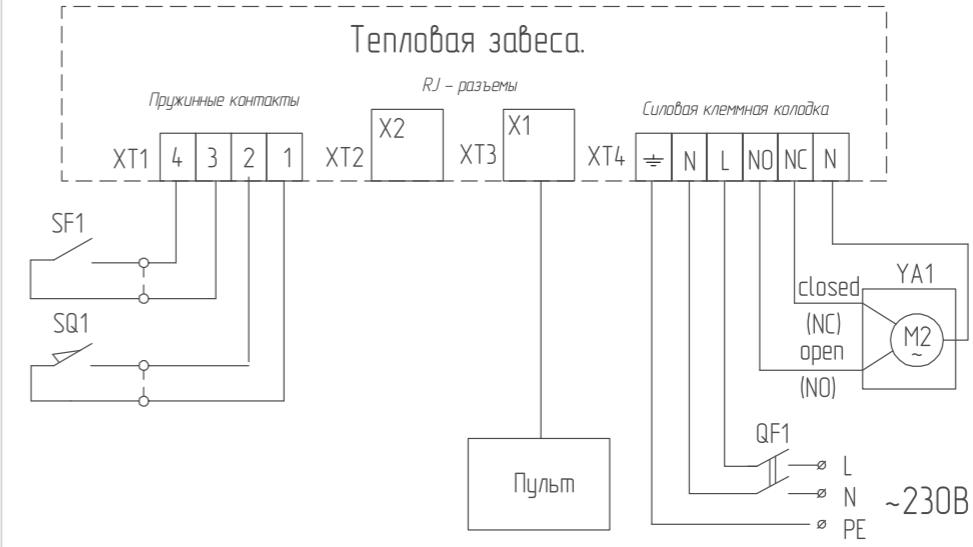 Тепловая завеса.
RJ - разъемы
Пружинные контакты
Силовая клеммная колодка
XT1 4 3 2 1
XT2 X2
XT3 X1
XT4 N L NO NC N
SF1
SQ1
closed
(NC)
open
(NO)
YA1
M2
~
QF1
L
N
PE
~230В
Пульт